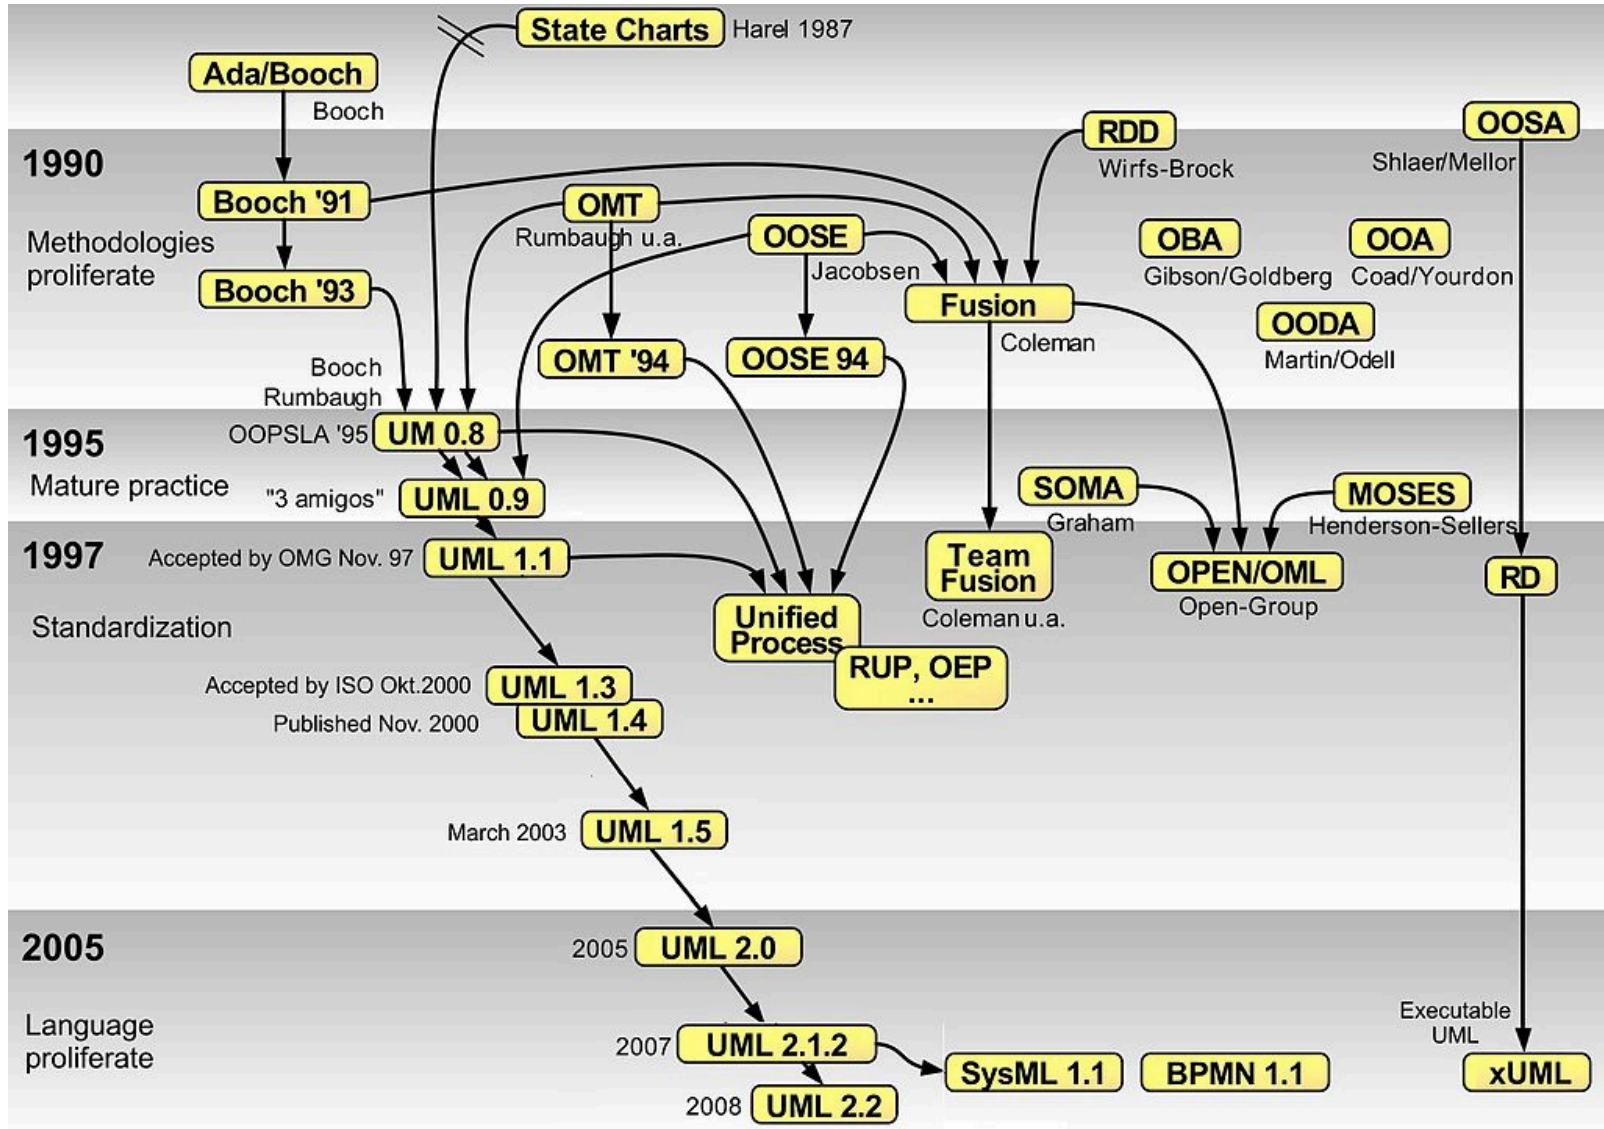 State Charts
Harel 1987
Ada/Booch
Booch
RDD
Wirfs-Brock
OOSA
Shlaer/Mellor
1990
Methodologies
proliferate
Booch '91
OMT
Rumbaugh u.a.
OOSE
Jacobsen
OBA
Gibson/Goldberg
OOA
Coad/Yourdon
Booch '93
Fusion
Coleman
OODA
Martin/Odell
OMT '94
OOSE 94
Booch
Rumbaugh
1995
Mature practice
OOPSLA '95
UM 0.8
"3 amigos"
UML 0.9
SOMA
Graham
MOSES
Henderson-Sellers
1997
Standardization
Accepted by OMG Nov. 97
UML 1.1
Team
Fusion
Coleman u.a.
OPEN/OML
Open-Group
RD
Unified
Process
RUP, OEP
...
Accepted by ISO Okt.2000
UML 1.3
Published Nov. 2000
UML 1.4
March 2003
UML 1.5
2005
Language
proliferate
2005
UML 2.0
2007
UML 2.1.2
2008
UML 2.2
SysML 1.1
BPMN 1.1
Executable
UML
xUML